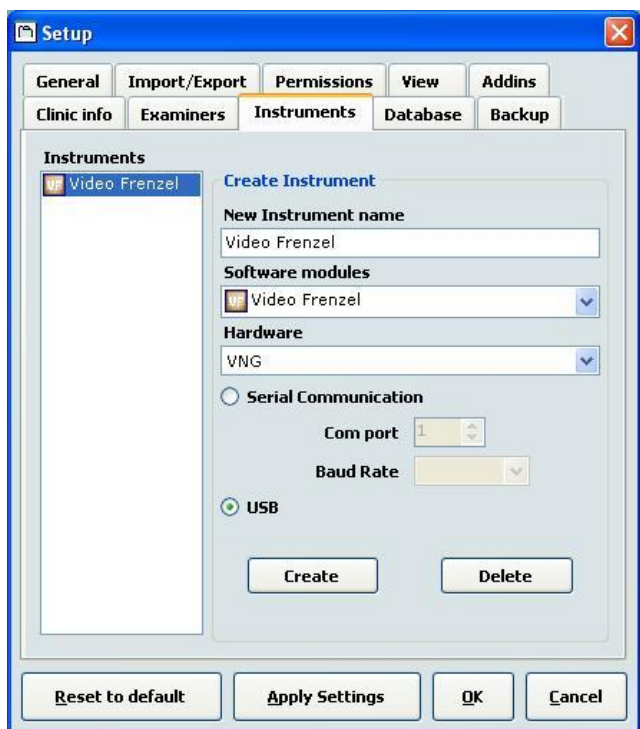 Setup
General Import/Export Permissions View Addins
Clinic info Examiners Instruments Database Backup
Instruments
VF Video Frenzel
Create Instrument
New Instrument name
Video Frenzel
Software modules
VF Video Frenzel
Hardware
VNG
Serial Communication
Com port 1
Baud Rate
USB
Create Delete
Reset to default Apply Settings OK Cancel